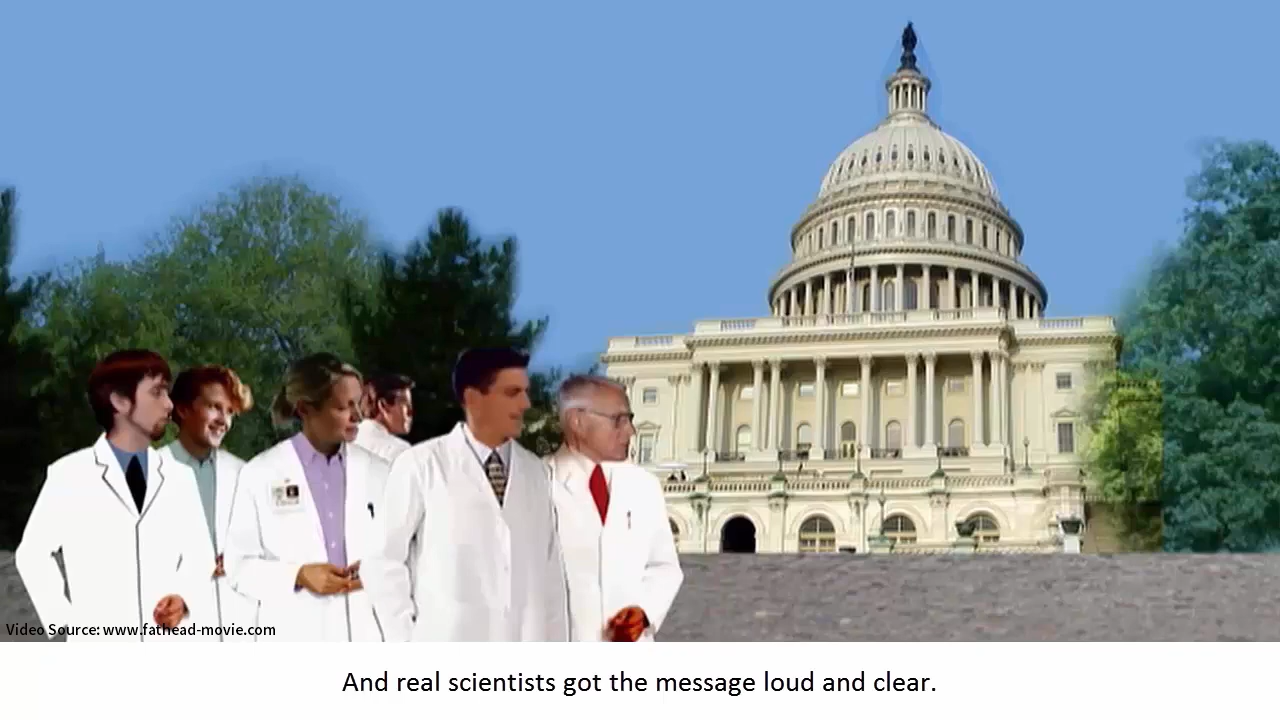 Video Source: www.fathead-movie.com
And real scientists got the message loud and clear.